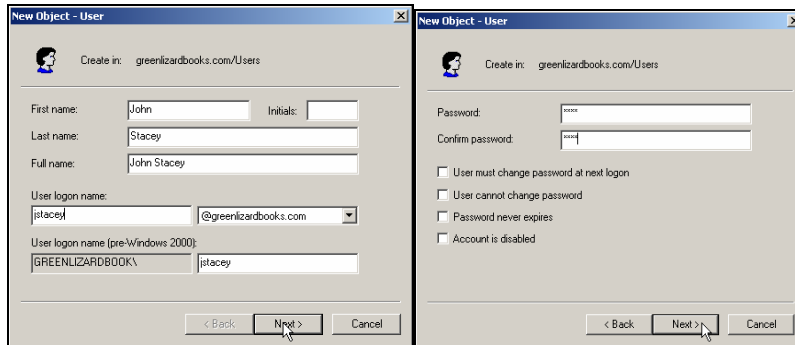 New Object - User
Create in: greenlizardbooks.com/Users
First name: John Initials:
Last name: Stacey
Full name: John Stacey
User logon name:
jstacey @greenlizardbooks.com
User logon name (pre-Windows 2000):
GREENLIZARDBOOK\ jstacey
< Back Next > Cancel
New Object - User
Create in: greenlizardbooks.com/Users
Password: xxxx
Confirm password: xxxx
User must change password at next logon
User cannot change password
Password never expires
Account is disabled
< Back Next > Cancel